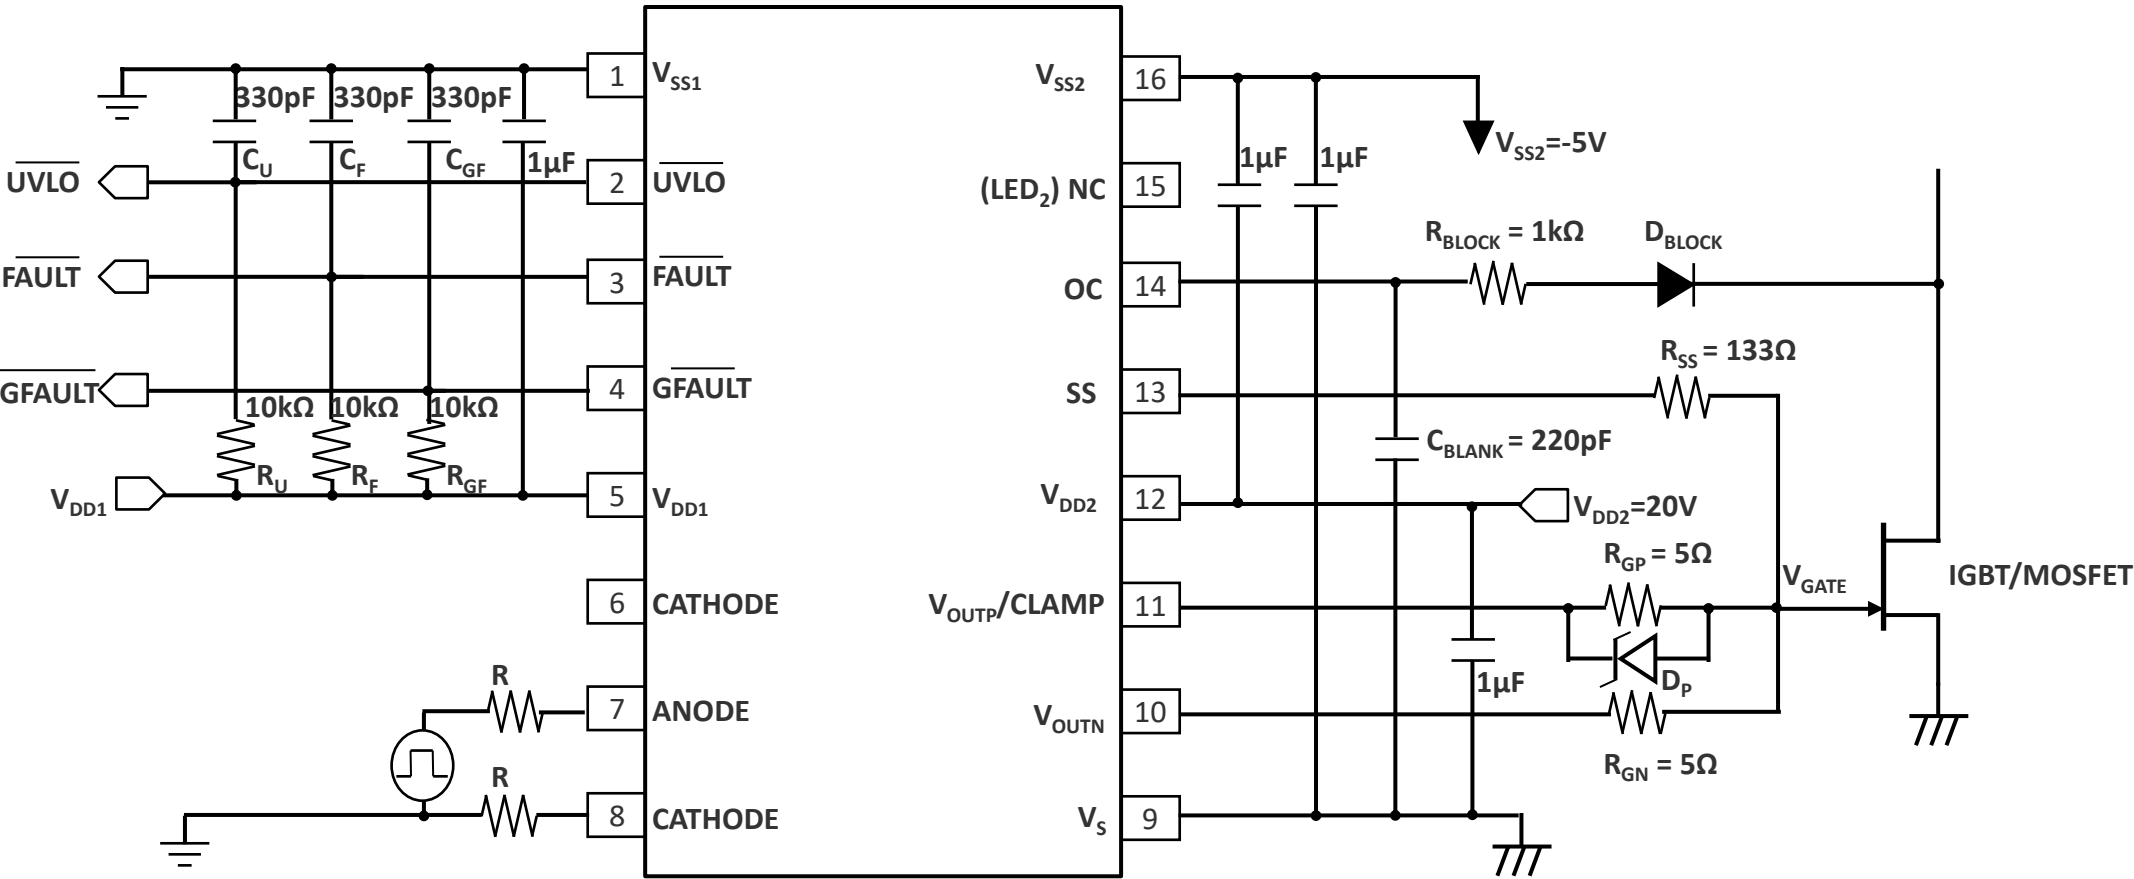 330pF 330pF 330pF
C_U C_F C_GF 1µF
UVLO
FAULT
GFAULT
10kΩ 10kΩ 10kΩ
R_U R_F R_GF
V_DD1
R
R
1 V_SS1
2 UVLO
3 FAULT
4 GFAULT
5 V_DD1
6 CATHODE
7 ANODE
8 CATHODE
V_SS2 16
(LED_2) NC 15
OC 14
SS 13
V_DD2 12
V_OUTP/CLAMP 11
V_OUTN 10
V_S 9
1µF 1µF
V_SS2=-5V
R_BLOCK = 1kΩ
D_BLOCK
R_SS = 133Ω
C_BLANK = 220pF
V_DD2=20V
R_GP = 5Ω
V_GATE
IGBT/MOSFET
1µF
D_P
R_GN = 5Ω